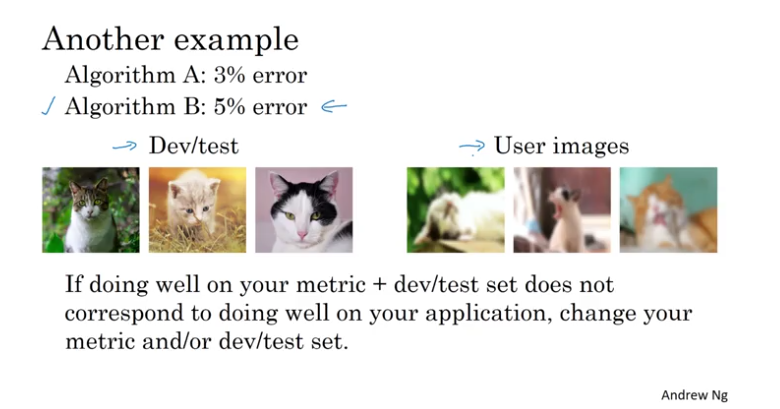 Another example
Algorithm A: 3% error
Algorithm B: 5% error
Dev/test
User images
If doing well on your metric + dev/test set does not
correspond to doing well on your application, change your
metric and/or dev/test set.
Andrew Ng